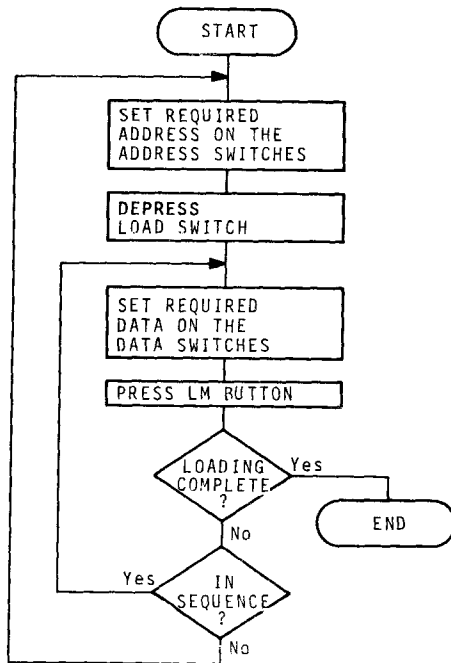 START
SET REQUIRED
ADDRESS ON THE
ADDRESS SWITCHES
DEPRESS
LOAD SWITCH
SET REQUIRED
DATA ON THE
DATA SWITCHES
PRESS LM BUTTON
LOADING
COMPLETE
?
Yes
END
No
IN
SEQUENCE
?
Yes
No